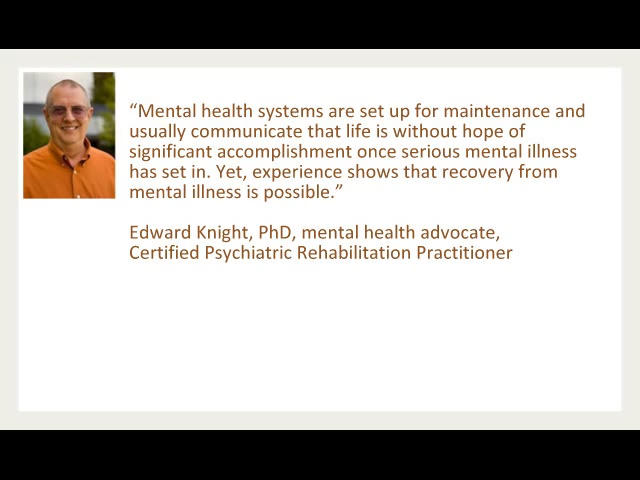 “Mental health systems are set up for maintenance and
usually communicate that life is without hope of
significant accomplishment once serious mental illness
has set in. Yet, experience shows that recovery from
mental illness is possible.”
Edward Knight, PhD, mental health advocate,
Certified Psychiatric Rehabilitation Practitioner